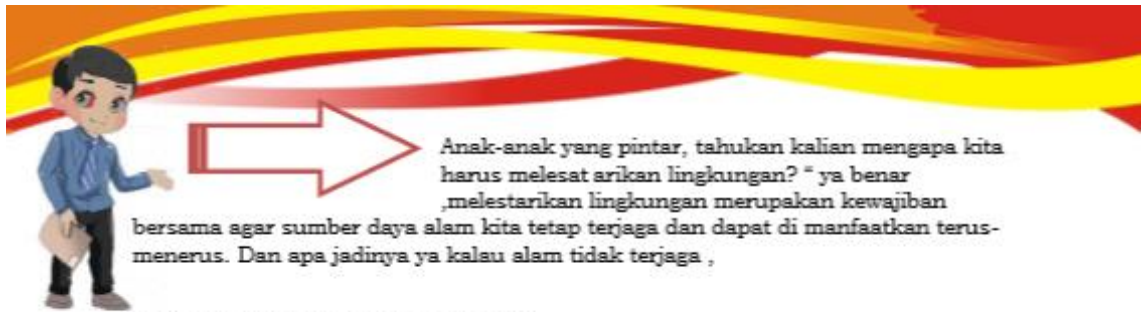 Anak-anak yang pintar, tahukan kalian mengapa kita
harus melesat arikan lingkungan? “ ya benar
,melestarikan lingkungan merupakan kewajiban
bersama agar sumber daya alam kita tetap terjaga dan dapat di manfaatkan terus-
menerus. Dan apa jadinya ya kalau alam tidak terjaga ,